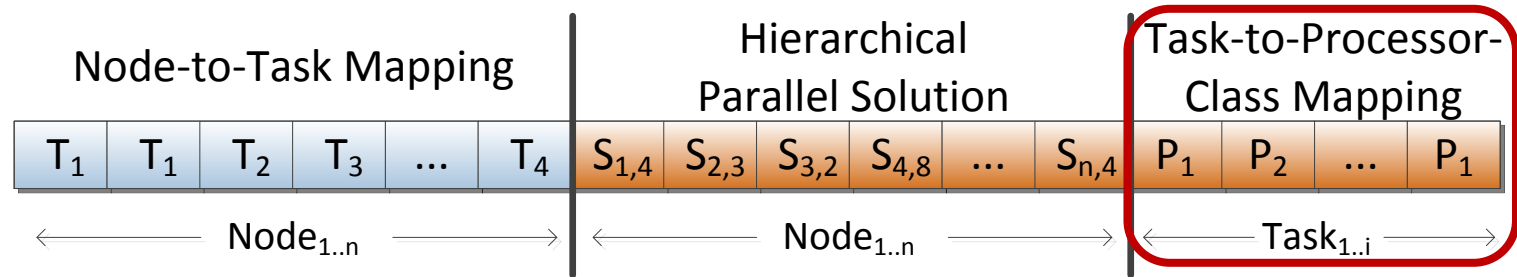 Node-to-Task Mapping
Hierarchical
Parallel Solution
Task-to-Processor-
Class Mapping
T₁ T₁ T₂ T₃ ... T₄ S₁,₄ S₂,₃ S₃,₂ S₄,₈ ... Sₙ,₄ P₁ P₂ ... P₁
Node₁..ₙ Node₁..ₙ Task₁..ᵢ